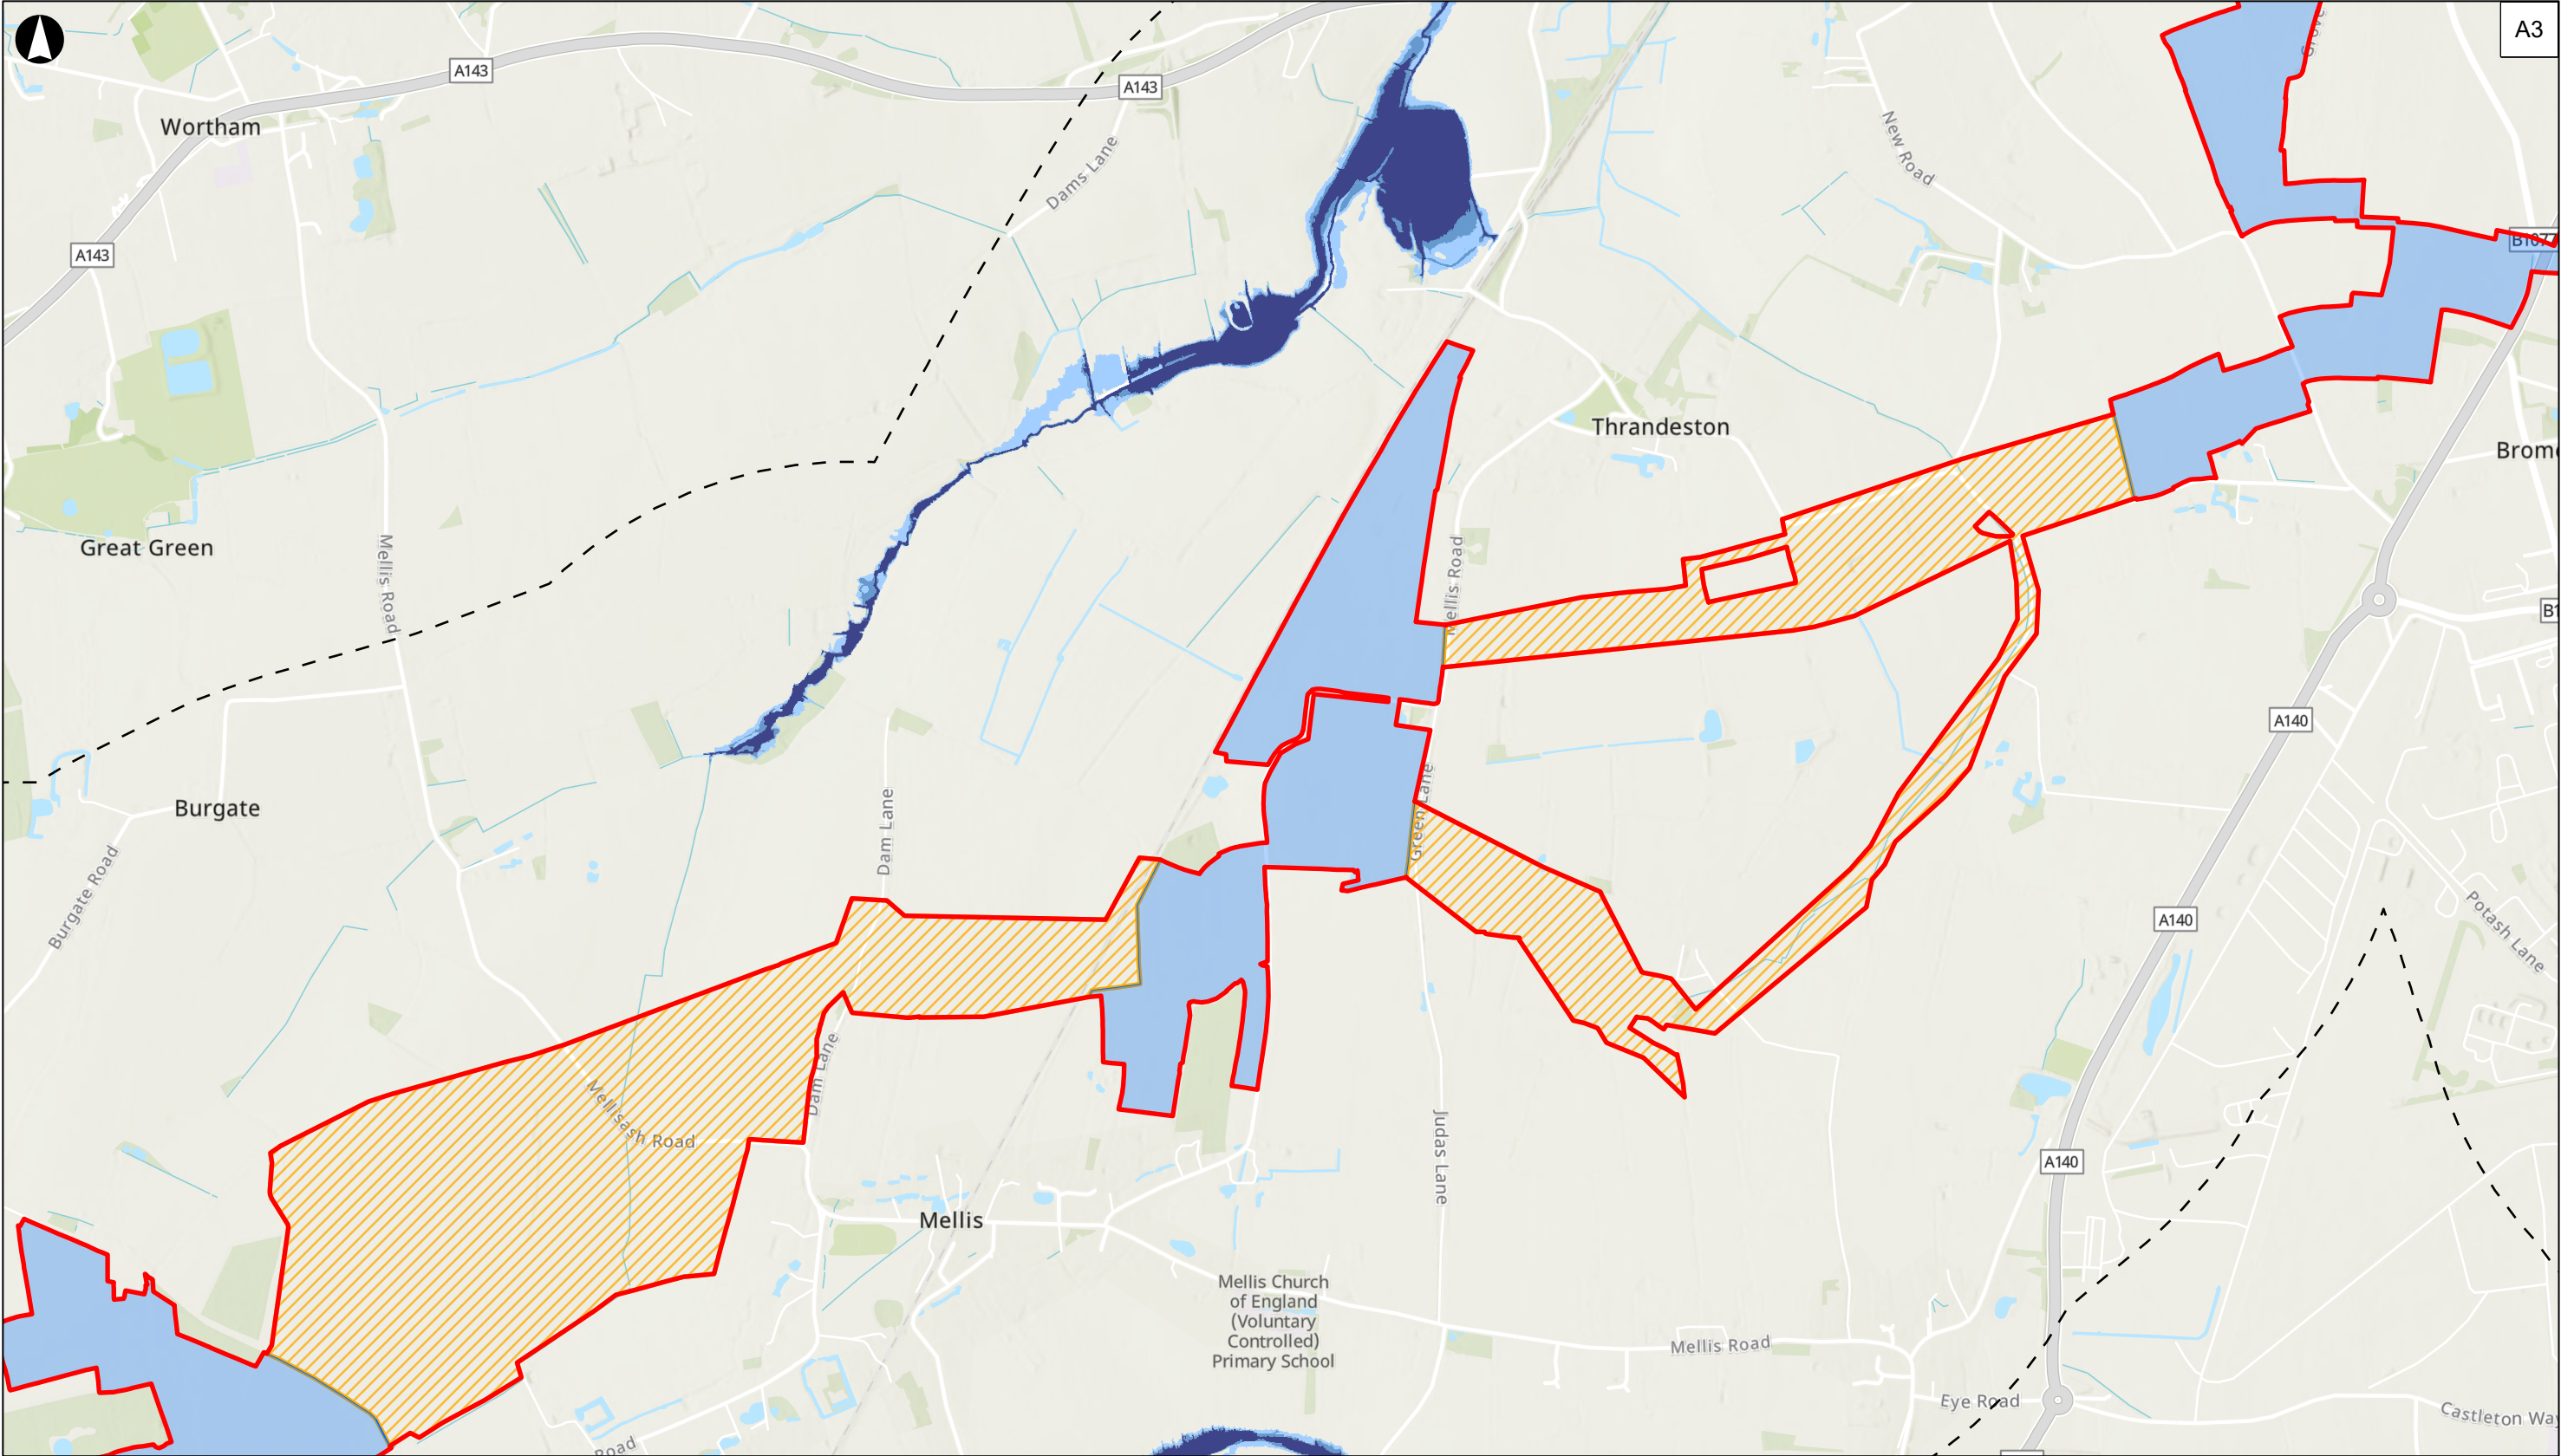 A3
Grove
A143
A143
Wortham
New Road
Dams Lane
A143
B1077
Thrandeston
Brome
Great Green
Mellis Road
Mellis Road
B1
A140
Burgate
Green Lane
Dam Lane
Burgate Road
A140
Potash Lane
Dam Lane
Mellisash Road
Judas Lane
A140
Mellis
Mellis Church
of England
(Voluntary
Controlled)
Primary School
Mellis Road
Eye Road
Castleton Way
Road